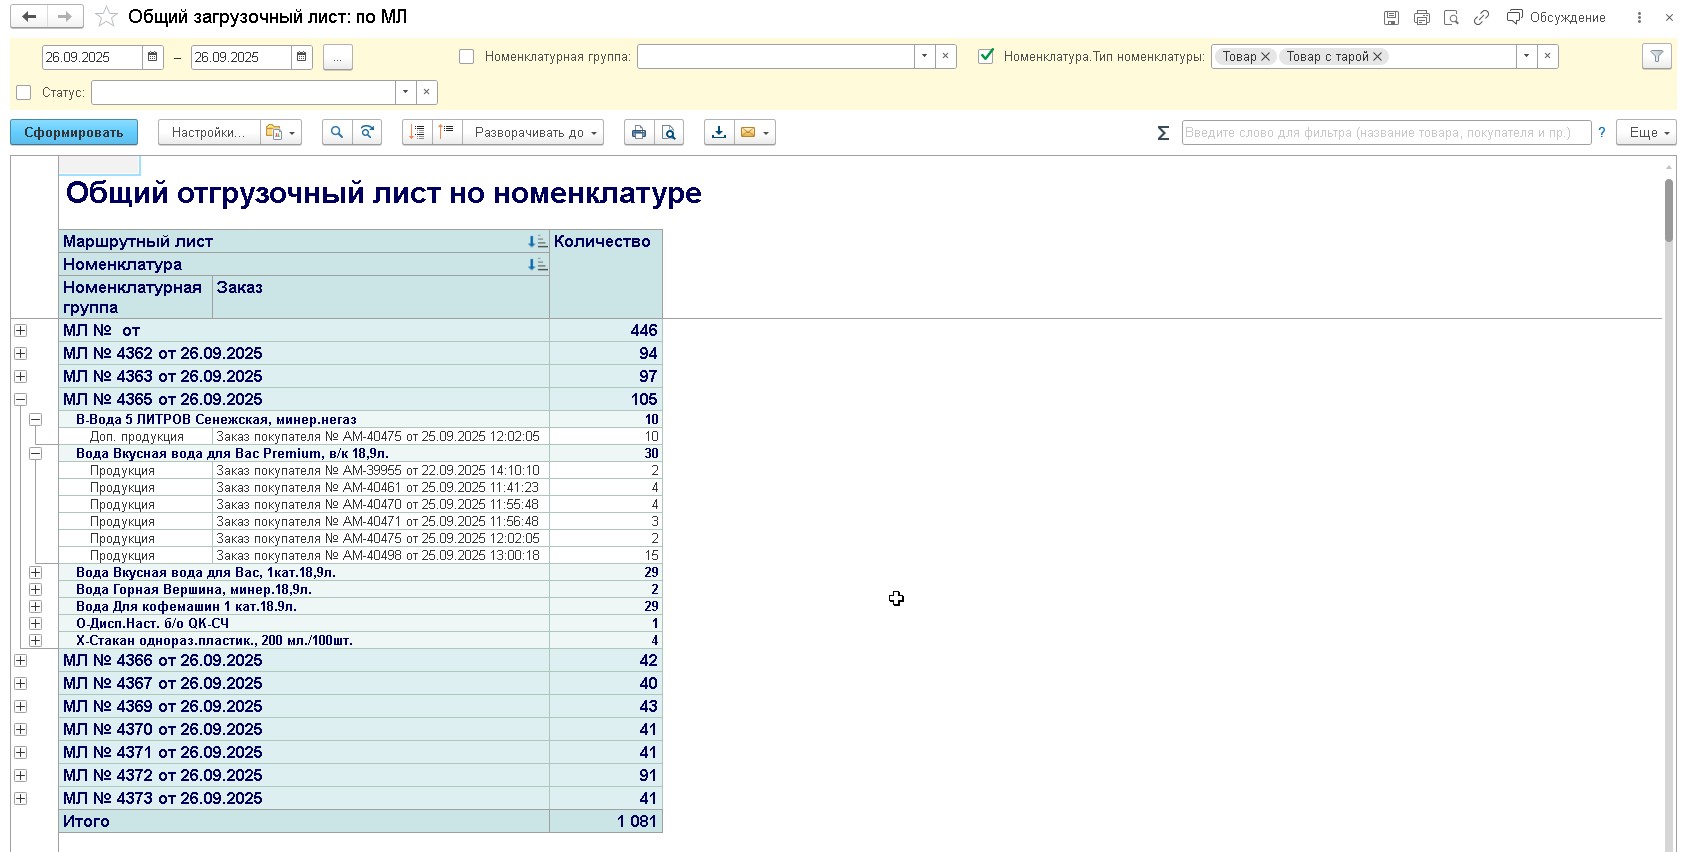 Общий загрузочный лист: по МЛ
Обсуждение
26.09.2025 – 26.09.2025 ... Номенклатурная группа: Номенклатура.Тип номенклатуры: Товар Товар с тарой
Статус:
Сформировать Настройки... Разворачивать до Σ Введите слово для фильтра (название товара, покупателя и пр.) ? Еще
Общий отгрузочный лист но номенклатуре
Маршрутный лист Количество
Номенклатура
Номенклатурная группа Заказ
МЛ № от 446
МЛ № 4362 от 26.09.2025 94
МЛ № 4363 от 26.09.2025 97
МЛ № 4365 от 26.09.2025 105
В-Вода 5 ЛИТРОВ Сенежская, минер.негаз 10
Доп. продукция Заказ покупателя № АМ-40475 от 25.09.2025 12:02:05 10
Вода Вкусная вода для Вас Premium, в/к 18,9л. 30
Продукция Заказ покупателя № АМ-39955 от 22.09.2025 14:10:10 2
Продукция Заказ покупателя № АМ-40461 от 25.09.2025 11:41:23 4
Продукция Заказ покупателя № АМ-40470 от 25.09.2025 11:55:48 4
Продукция Заказ покупателя № АМ-40471 от 25.09.2025 11:56:48 3
Продукция Заказ покупателя № АМ-40475 от 25.09.2025 12:02:05 2
Продукция Заказ покупателя № АМ-40498 от 25.09.2025 13:00:18 15
Вода Вкусная вода для Вас, 1кат.18,9л. 29
Вода Горная Вершина, минер.18,9л. 2
Вода Для кофемашин 1 кат.18.9л. 29
О-Дисп.Наст. б/о QK-СЧ 1
Х-Стакан однораз.пластик., 200 мл./100шт. 4
МЛ № 4366 от 26.09.2025 42
МЛ № 4367 от 26.09.2025 40
МЛ № 4369 от 26.09.2025 43
МЛ № 4370 от 26.09.2025 41
МЛ № 4371 от 26.09.2025 41
МЛ № 4372 от 26.09.2025 91
МЛ № 4373 от 26.09.2025 41
Итого 1 081